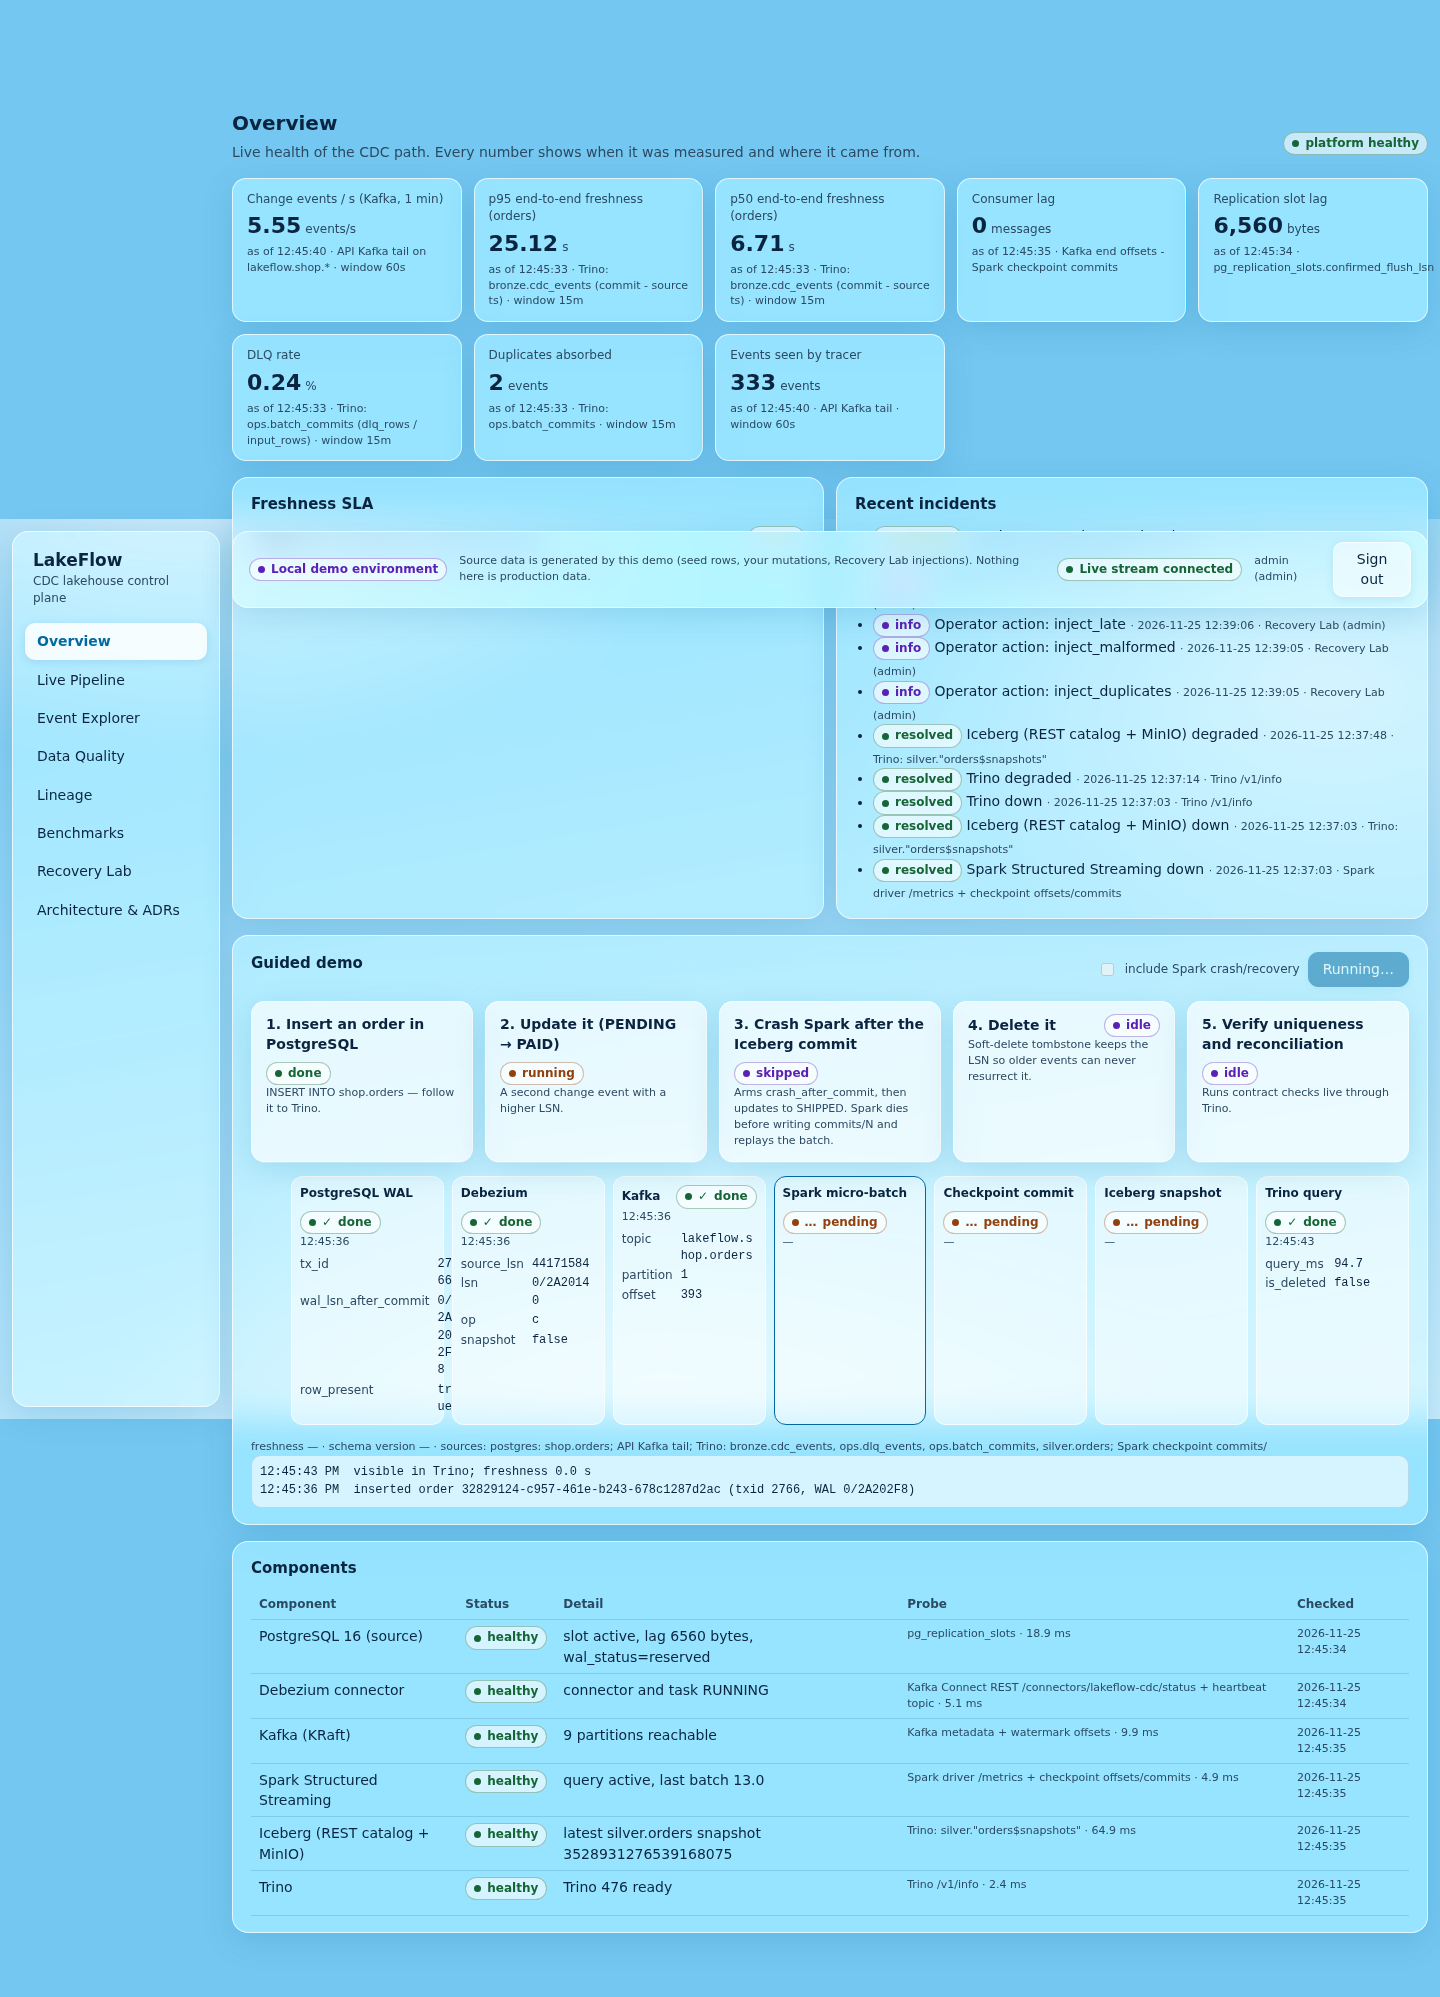 Overview
Live health of the CDC path. Every number shows when it was measured and where it came from.
platform healthy
Change events / s (Kafka, 1 min)
5.55 events/s
as of 12:45:40 · API Kafka tail on
lakeflow.shop.* · window 60s
p95 end-to-end freshness
(orders)
25.12 s
as of 12:45:33 · Trino:
bronze.cdc_events (commit - source
ts) · window 15m
p50 end-to-end freshness
(orders)
6.71 s
as of 12:45:33 · Trino:
bronze.cdc_events (commit - source
ts) · window 15m
Consumer lag
0 messages
as of 12:45:35 · Kafka end offsets -
Spark checkpoint commits
Replication slot lag
6,560 bytes
as of 12:45:34 ·
pg_replication_slots.confirmed_flush_lsn
DLQ rate
0.24 %
as of 12:45:33 · Trino:
ops.batch_commits (dlq_rows /
input_rows) · window 15m
Duplicates absorbed
2 events
as of 12:45:33 · Trino:
ops.batch_commits · window 15m
Events seen by tracer
333 events
as of 12:45:40 · API Kafka tail ·
window 60s
Freshness SLA
Recent incidents
LakeFlow
CDC lakehouse control
plane
Overview
Live Pipeline
Event Explorer
Data Quality
Lineage
Benchmarks
Recovery Lab
Architecture & ADRs
Local demo environment
Source data is generated by this demo (seed rows, your mutations, Recovery Lab injections). Nothing
here is production data.
Live stream connected
admin
(admin)
Sign
out
• info Operator action: inject_late · 2026-11-25 12:39:06 · Recovery Lab (admin)
• info Operator action: inject_malformed · 2026-11-25 12:39:05 · Recovery Lab
(admin)
• info Operator action: inject_duplicates · 2026-11-25 12:39:05 · Recovery Lab
(admin)
• resolved Iceberg (REST catalog + MinIO) degraded · 2026-11-25 12:37:48 ·
Trino: silver."orders$snapshots"
• resolved Trino degraded · 2026-11-25 12:37:14 · Trino /v1/info
• resolved Trino down · 2026-11-25 12:37:03 · Trino /v1/info
• resolved Iceberg (REST catalog + MinIO) down · 2026-11-25 12:37:03 · Trino:
silver."orders$snapshots"
• resolved Spark Structured Streaming down · 2026-11-25 12:37:03 · Spark
driver /metrics + checkpoint offsets/commits
Guided demo
include Spark crash/recovery
Running…
1. Insert an order in
PostgreSQL
done
INSERT INTO shop.orders — follow
it to Trino.
2. Update it (PENDING
→ PAID)
running
A second change event with a
higher LSN.
3. Crash Spark after the
Iceberg commit
skipped
Arms crash_after_commit, then
updates to SHIPPED. Spark dies
before writing commits/N and
replays the batch.
4. Delete it
idle
Soft-delete tombstone keeps the
LSN so older events can never
resurrect it.
5. Verify uniqueness
and reconciliation
idle
Runs contract checks live through
Trino.
PostgreSQL WAL
✓ done
12:45:36
tx_id 27
66
wal_lsn_after_commit 0/
2A
20
2F
8
row_present tr
ue
Debezium
✓ done
12:45:36
source_lsn 44171584
lsn 0/2A2014
0
op c
snapshot false
Kafka
✓ done
12:45:36
topic lakeflow.s
hop.orders
partition 1
offset 393
Spark micro-batch
… pending
—
Checkpoint commit
… pending
—
Iceberg snapshot
… pending
—
Trino query
✓ done
12:45:43
query_ms 94.7
is_deleted false
freshness — · schema version — · sources: postgres: shop.orders; API Kafka tail; Trino: bronze.cdc_events, ops.dlq_events, ops.batch_commits, silver.orders; Spark checkpoint commits/
12:45:43 PM visible in Trino; freshness 0.0 s
12:45:36 PM inserted order 32829124-c957-461e-b243-678c1287d2ac (txid 2766, WAL 0/2A202F8)
Components
Component Status Detail Probe Checked
PostgreSQL 16 (source) healthy slot active, lag 6560 bytes, pg_replication_slots · 18.9 ms 2026-11-25
wal_status=reserved 12:45:34
Debezium connector healthy connector and task RUNNING Kafka Connect REST /connectors/lakeflow-cdc/status + heartbeat 2026-11-25
topic · 5.1 ms 12:45:34
Kafka (KRaft) healthy 9 partitions reachable Kafka metadata + watermark offsets · 9.9 ms 2026-11-25
12:45:35
Spark Structured healthy query active, last batch 13.0 Spark driver /metrics + checkpoint offsets/commits · 4.9 ms 2026-11-25
Streaming 12:45:35
Iceberg (REST catalog + healthy latest silver.orders snapshot Trino: silver."orders$snapshots" · 64.9 ms 2026-11-25
MinIO) 3528931276539168075 12:45:35
Trino healthy Trino 476 ready Trino /v1/info · 2.4 ms 2026-11-25
12:45:35